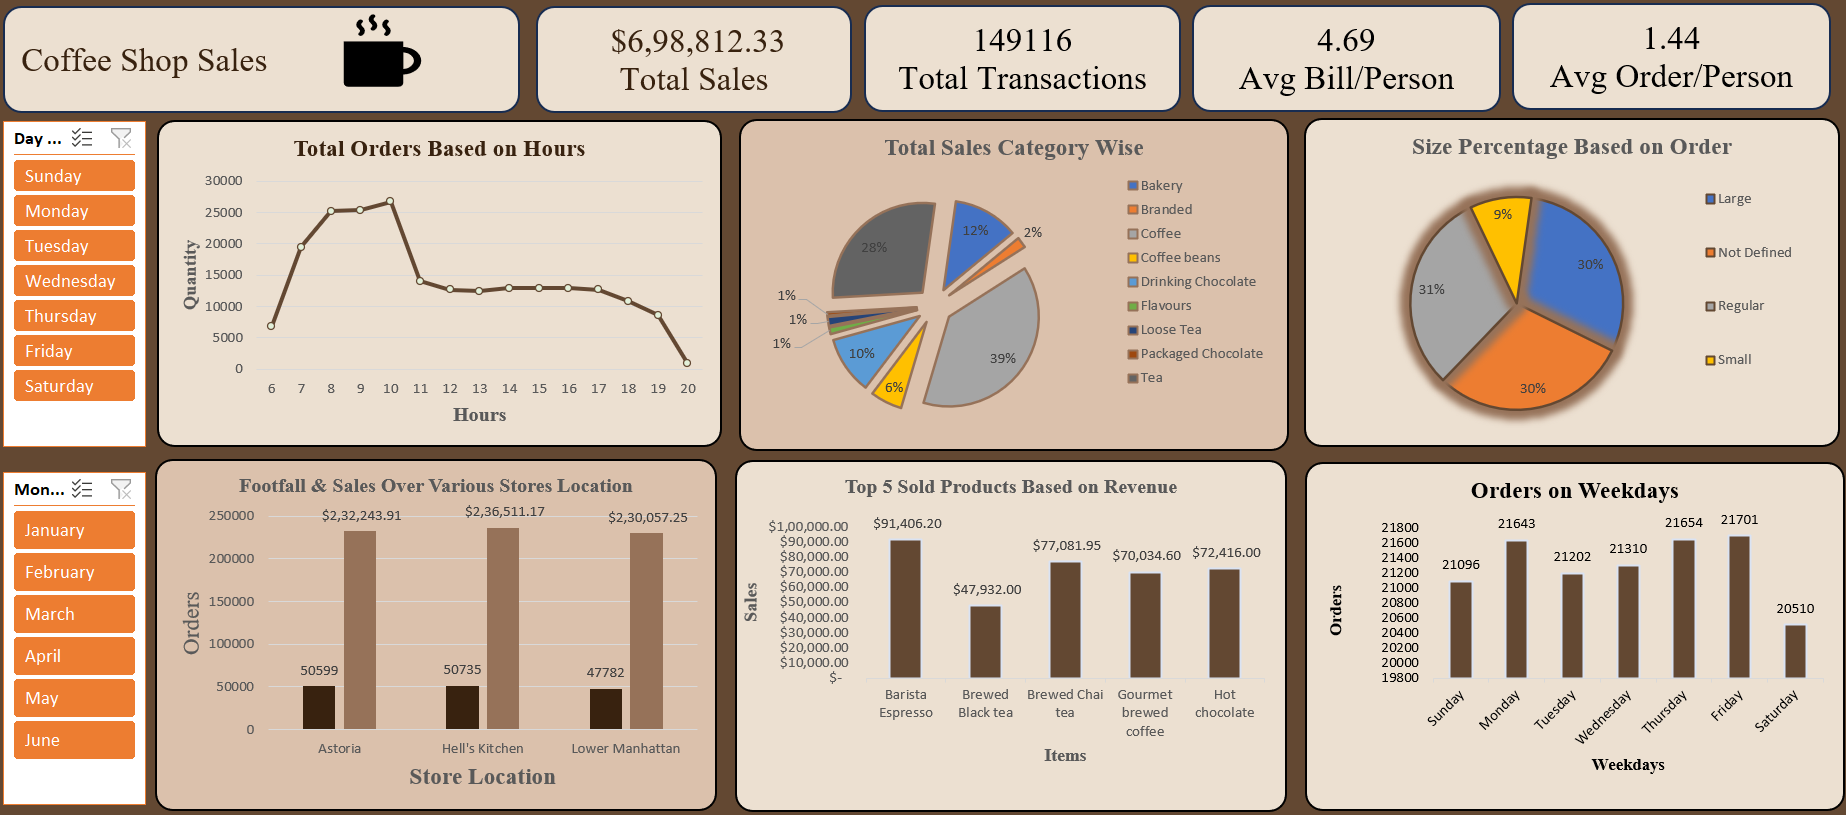 Coffee Shop Sales
$6,98,812.33
Total Sales
149116
Total Transactions
4.69
Avg Bill/Person
1.44
Avg Order/Person
Day ...
Sunday
Monday
Tuesday
Wednesday
Thursday
Friday
Saturday
Total Orders Based on Hours
Quantity
30000
25000
20000
15000
10000
5000
0
6 7 8 9 10 11 12 13 14 15 16 17 18 19 20
Hours
Total Sales Category Wise
12%
2%
39%
6%
10%
1%
1%
1%
28%
Bakery
Branded
Coffee
Coffee beans
Drinking Chocolate
Flavours
Loose Tea
Packaged Chocolate
Tea
Size Percentage Based on Order
30%
30%
31%
9%
Large
Not Defined
Regular
Small
Mon...
January
February
March
April
May
June
Footfall & Sales Over Various Stores Location
Orders
250000
200000
150000
100000
50000
0
$2,32,243.91
$2,36,511.17
$2,30,057.25
50599
50735
47782
Astoria
Hell's Kitchen
Lower Manhattan
Store Location
Top 5 Sold Products Based on Revenue
Sales
$1,00,000.00
$90,000.00
$80,000.00
$70,000.00
$60,000.00
$50,000.00
$40,000.00
$30,000.00
$20,000.00
$10,000.00
$-
$91,406.20
$47,932.00
$77,081.95
$70,034.60
$72,416.00
Barista
Espresso
Brewed
Black tea
Brewed Chai
tea
Gourmet
brewed
coffee
Hot
chocolate
Items
Orders on Weekdays
Orders
21800
21600
21400
21200
21000
20800
20600
20400
20200
20000
19800
21096
21643
21202
21310
21654
21701
20510
Sunday
Monday
Tuesday
Wednesday
Thursday
Friday
Saturday
Weekdays